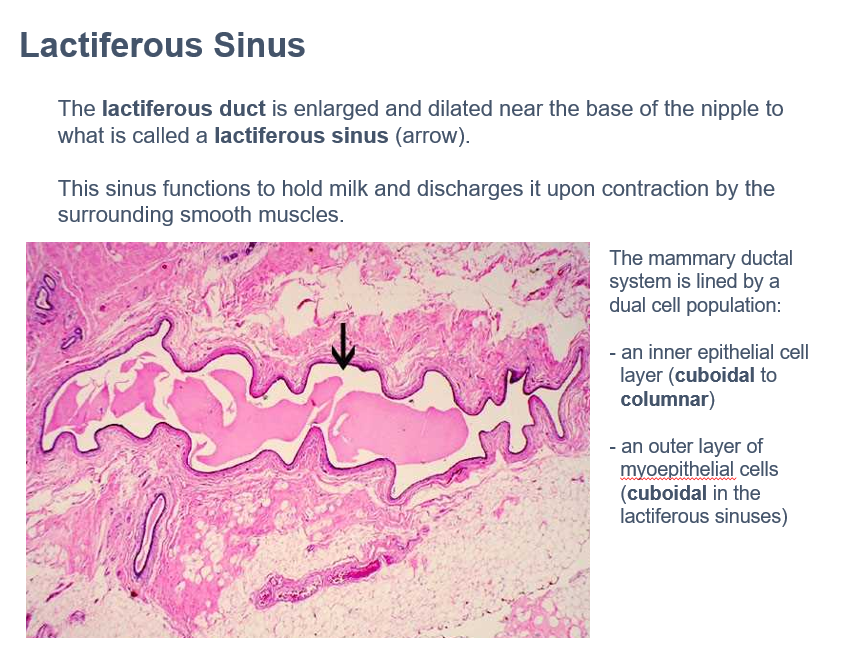 Lactiferous Sinus
The lactiferous duct is enlarged and dilated near the base of the nipple to
what is called a lactiferous sinus (arrow).
This sinus functions to hold milk and discharges it upon contraction by the
surrounding smooth muscles.
The mammary ductal
system is lined by a
dual cell population:
- an inner epithelial cell
layer (cuboidal to
columnar)
- an outer layer of
myoepithelial cells
(cuboidal in the
lactiferous sinuses)